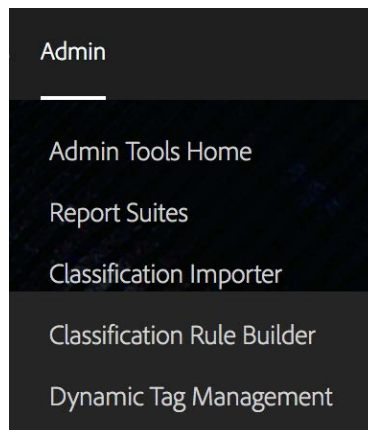 Admin
Admin Tools Home
Report Suites
Classification Importer
Classification Rule Builder
Dynamic Tag Management